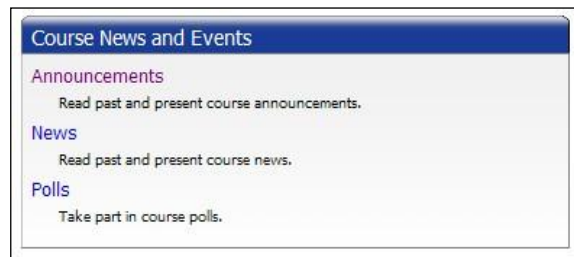 Course News and Events
Announcements
Read past and present course announcements.
News
Read past and present course news.
Polls
Take part in course polls.